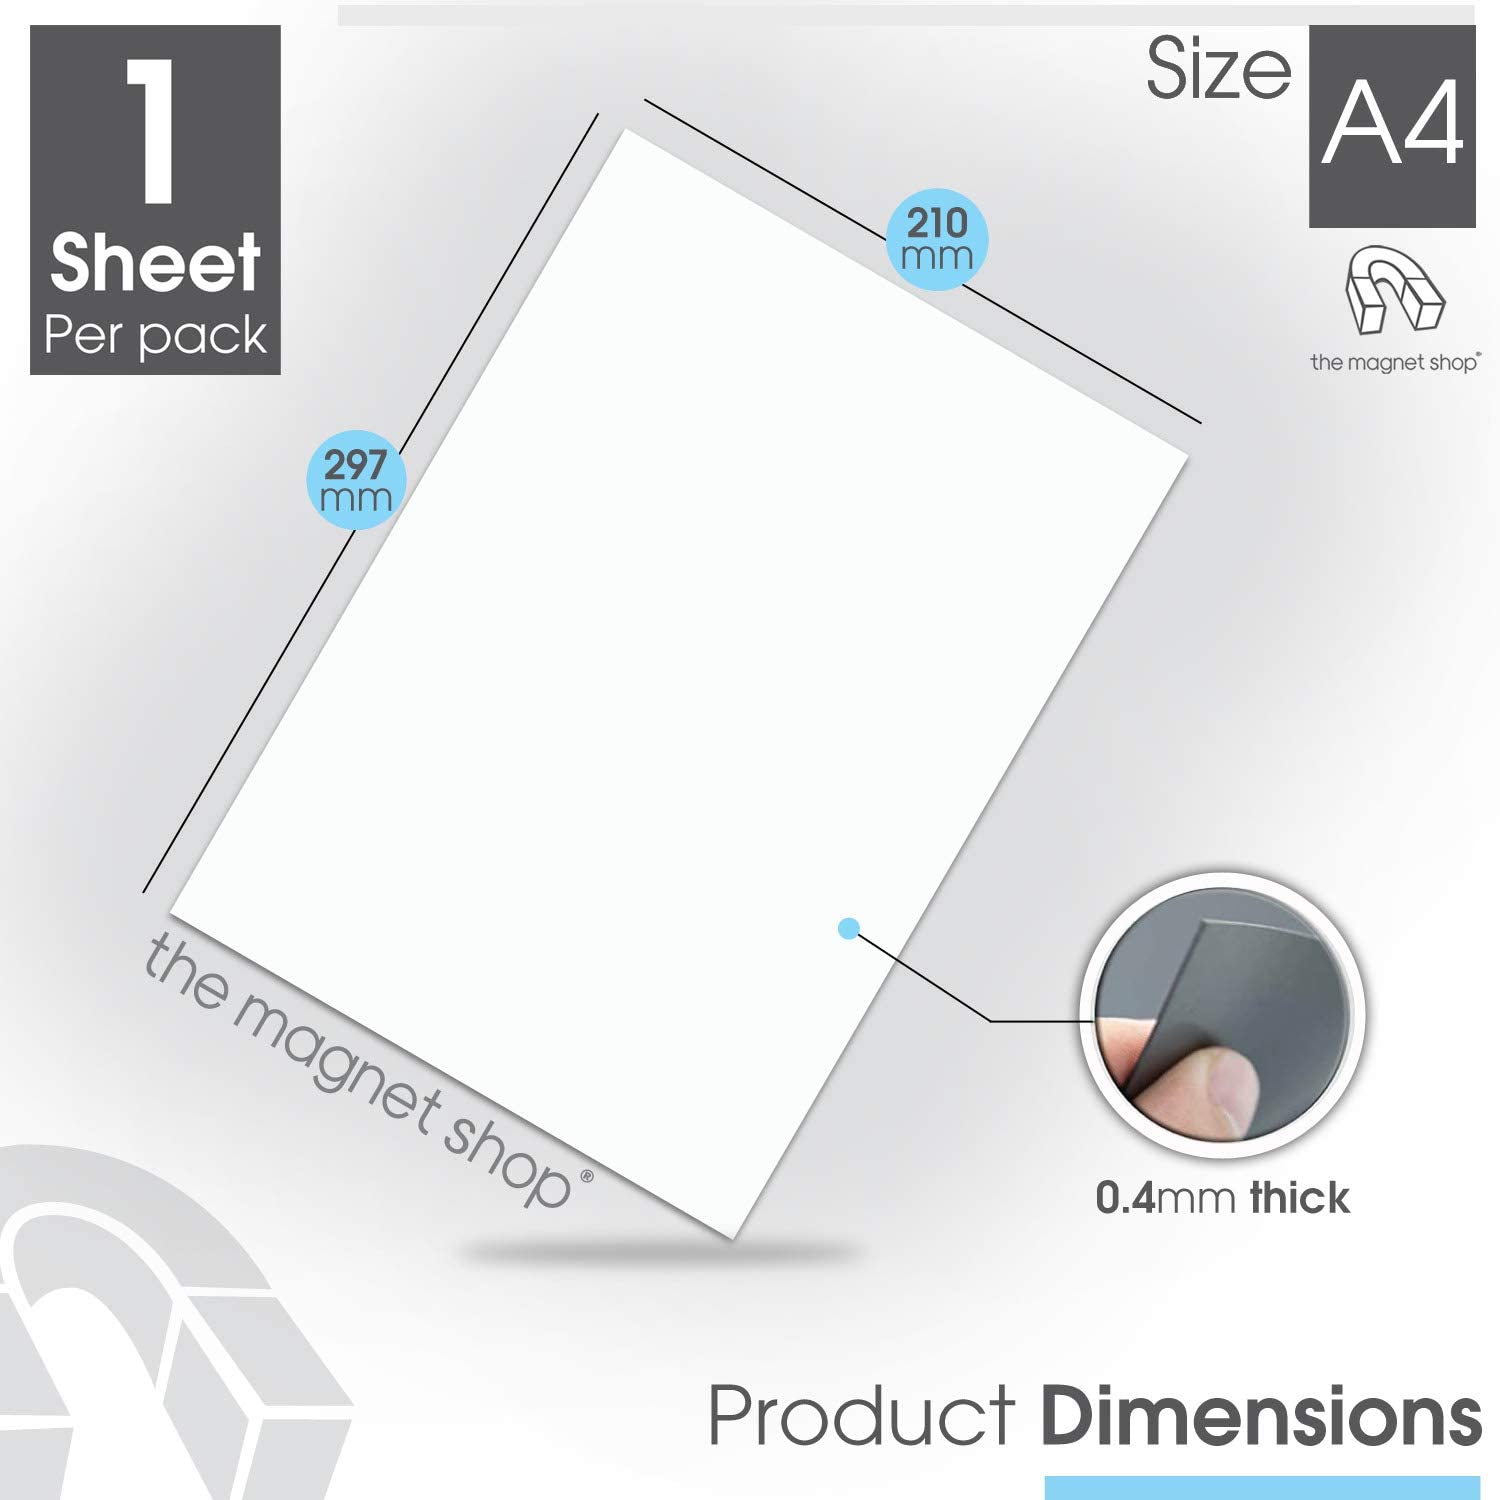 1
Sheet
Per pack
Size
A4
the magnet shop®
210
mm
297
mm
the magnet shop®
0.4mm thick
Product Dimensions